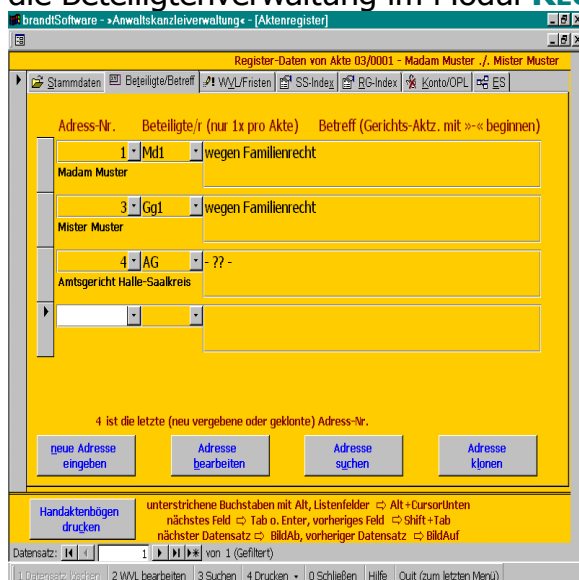 die Beteiligtenverwaltung im Modul
brandtSoftware - »Anwaltskanzleiverwaltung« - [Aktenregister]
Register-Daten von Akte 03/0001 - Madam Muster ./. Mister Muster
Stammdaten Beteiligte/Betreff WVL/Fristen SS-Index RG-Index Konto/OPL ES
Adress-Nr. Beteiligte/r (nur 1x pro Akte) Betreff (Gerichts-Aktz. mit »-« beginnen)
1 Md1 wegen Familienrecht
Madam Muster
3 Gg1 wegen Familienrecht
Mister Muster
4 AG - ?? -
Amtsgericht Halle-Saalkreis
4 ist die letzte (neu vergebene oder geklonte) Adress-Nr.
neue Adresse eingeben Adresse bearbeiten Adresse suchen Adresse klonen
Handaktenbögen drucken
unterstrichene Buchstaben mit Alt, Listenfelder ⇨ Alt+CursorUnten
nächstes Feld ⇨ Tab o. Enter, vorheriges Feld ⇨ Shift+Tab
nächster Datensatz ⇨ BildAb, vorheriger Datensatz ⇨ BildAuf
Datensatz: 1 von 1 (Gefiltert)
1 Datensatz löschen 2 WVL bearbeiten 3 Suchen 4 Drucken 0 Schließen Hilfe Quit (zum letzten Menü)